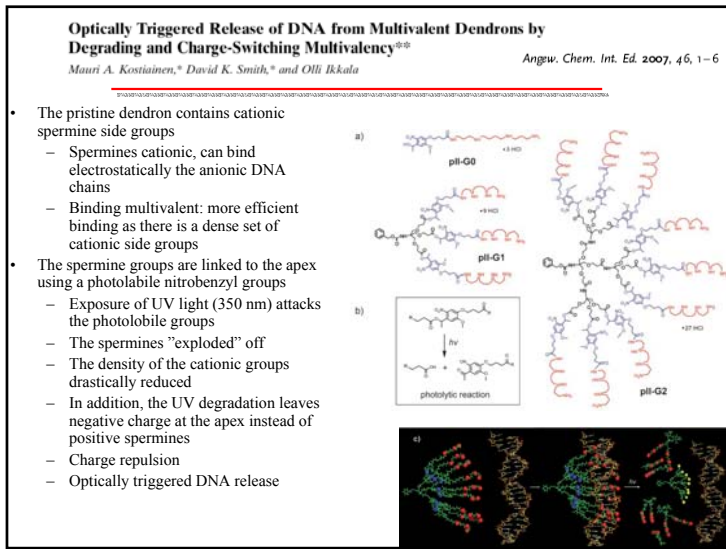 Optically Triggered Release of DNA from Multivalent Dendrons by
Degrading and Charge-Switching Multivalency**
Mauri A. Kostiainen,* David K. Smith,* and Olli Ikkala
Angew. Chem. Int. Ed. 2007, 46, 1–6
• The pristine dendron contains cationic
spermine side groups
– Spermines cationic, can bind
electrostatically the anionic DNA
chains
– Binding multivalent: more efficient
binding as there is a dense set of
cationic side groups
• The spermine groups are linked to the apex
using a photolabile nitrobenzyl groups
– Exposure of UV light (350 nm) attacks
the photolobile groups
– The spermines ”exploded” off
– The density of the cationic groups
drastically reduced
– In addition, the UV degradation leaves
negative charge at the apex instead of
positive spermines
– Charge repulsion
– Optically triggered DNA release
a)
pII-G0
+3 HCl
+9 HCl
pII-G1
b)
hν
photolytic reaction
+27 HCl
pII-G2
c)
hν